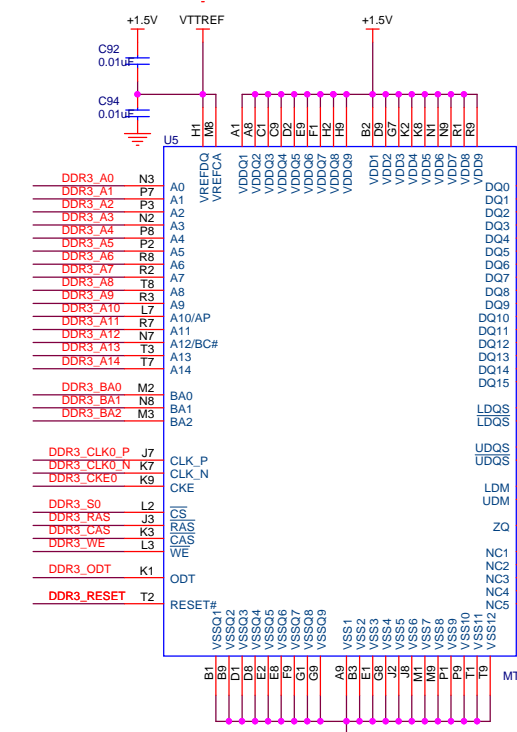 +1.5V VTTREF +1.5V
C92
0.01uF
C94
0.01uF
H1 M8 A1 A8 C1 C9 D2 E9 F1 H2 H9 B2 D9 G7 K2 K8 N1 N9 R1 R9
U5
VREFDQ VREFCA VDDQ1 VDDQ2 VDDQ3 VDDQ4 VDDQ5 VDDQ6 VDDQ7 VDDQ8 VDDQ9 VDD1 VDD2 VDD3 VDD4 VDD5 VDD6 VDD7 VDD8 VDD9
DDR3_A0 N3 A0 DQ0
DDR3_A1 P7 A1 DQ1
DDR3_A2 P3 A2 DQ2
DDR3_A3 N2 A3 DQ3
DDR3_A4 P8 A4 DQ4
DDR3_A5 P2 A5 DQ5
DDR3_A6 R8 A6 DQ6
DDR3_A7 R2 A7 DQ7
DDR3_A8 T8 A8 DQ8
DDR3_A9 R3 A9 DQ9
DDR3_A10 L7 A10/AP DQ10
DDR3_A11 R7 A11 DQ11
DDR3_A12 N7 A12/BC# DQ12
DDR3_A13 T3 A13 DQ13
DDR3_A14 T7 A14 DQ14
DQ15
DDR3_BA0 M2 BA0
DDR3_BA1 N8 BA1 LDQS
DDR3_BA2 M3 BA2 LDQS
UDQS
DDR3_CLK0_P J7 CLK_P UDQS
DDR3_CLK0_N K7 CLK_N
DDR3_CKE0 K9 CKE LDM
UDM
DDR3_S0 L2 CS
DDR3_RAS J3 RAS ZQ
DDR3_CAS K3 CAS
DDR3_WE L3 WE NC1
NC2
DDR3_ODT K1 ODT NC3
NC4
DDR3_RESET T2 RESET# NC5
VSSQ1 VSSQ2 VSSQ3 VSSQ4 VSSQ5 VSSQ6 VSSQ7 VSSQ8 VSSQ9 VSS1 VSS2 VSS3 VSS4 VSS5 VSS6 VSS7 VSS8 VSS9 VSS10 VSS11 VSS12
B1 B9 D1 D8 E2 E8 F9 G1 G9 A9 B3 E1 G8 J2 J8 M1 M9 P1 P9 T1 T9
MT